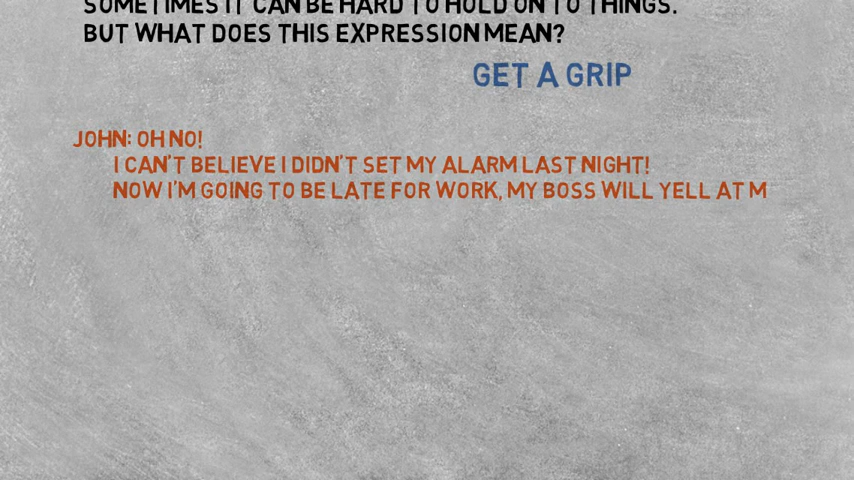 SOMETIMES IT CAN BE HARD TO HOLD ON TO THINGS.
BUT WHAT DOES THIS EXPRESSION MEAN?
GET A GRIP
JOHN: OH NO!
I CAN'T BELIEVE I DIDN'T SET MY ALARM LAST NIGHT!
NOW I'M GOING TO BE LATE FOR WORK, MY BOSS WILL YELL AT M